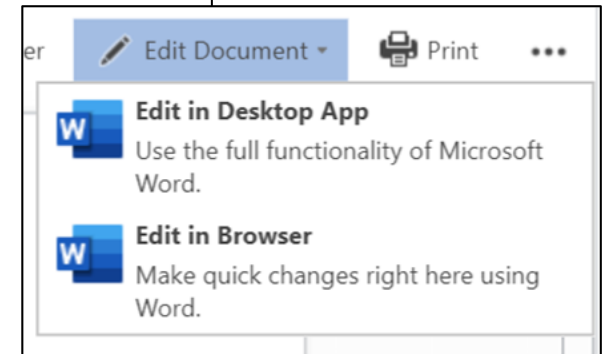 er Edit Document Print
Edit in Desktop App
Use the full functionality of Microsoft
Word.
Edit in Browser
Make quick changes right here using
Word.